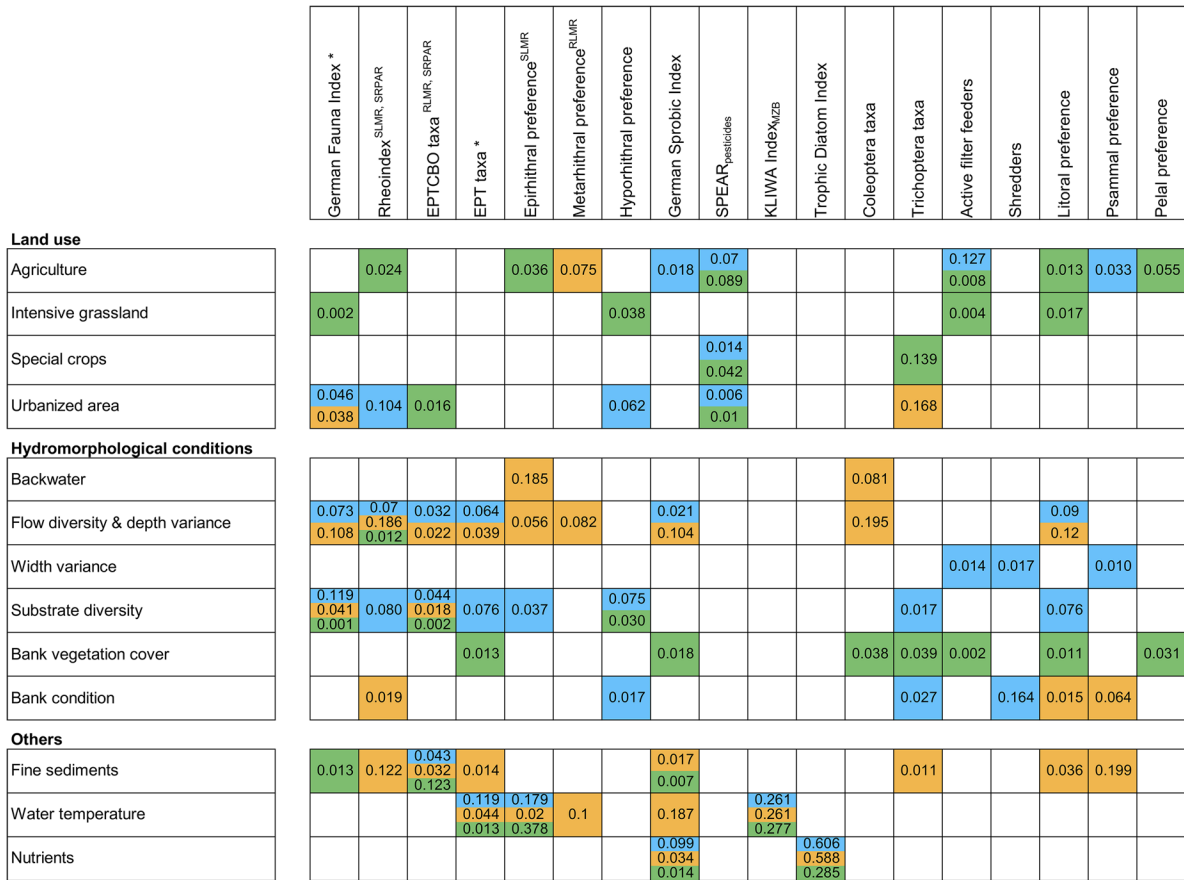 German Fauna Index *
Rheoindex SLMR, SRPAR
EPTCBO taxa RLMR, SRPAR
EPT taxa *
Epirhithral preference SLMR
Metarhithral preference RLMR
Hyporhithral preference
German Sprobic Index
SPEAR pesticides
KLIWA Index MZB
Trophic Diatom Index
Coleoptera taxa
Trichoptera taxa
Active filter feeders
Shredders
Litoral preference
Psammal preference
Pelal preference
Land use
Agriculture 0.024 0.036 0.075 0.018 0.07 0.089 0.127 0.008 0.013 0.033 0.055
Intensive grassland 0.002 0.038 0.004 0.017
Special crops 0.014 0.042 0.139
Urbanized area 0.046 0.038 0.104 0.016 0.062 0.006 0.01 0.168
Hydromorphological conditions
Backwater 0.185 0.081
Flow diversity & depth variance 0.073 0.108 0.07 0.186 0.012 0.032 0.022 0.064 0.039 0.056 0.082 0.021 0.104 0.195 0.09 0.12
Width variance 0.014 0.017 0.010
Substrate diversity 0.119 0.041 0.001 0.080 0.044 0.018 0.002 0.076 0.037 0.075 0.030 0.017 0.076
Bank vegetation cover 0.013 0.018 0.038 0.039 0.002 0.011 0.031
Bank condition 0.019 0.017 0.027 0.164 0.015 0.064
Others
Fine sediments 0.013 0.122 0.043 0.032 0.123 0.014 0.017 0.007 0.011 0.036 0.199
Water temperature 0.119 0.044 0.013 0.179 0.02 0.378 0.1 0.187 0.261 0.261 0.277
Nutrients 0.099 0.034 0.014 0.606 0.588 0.285